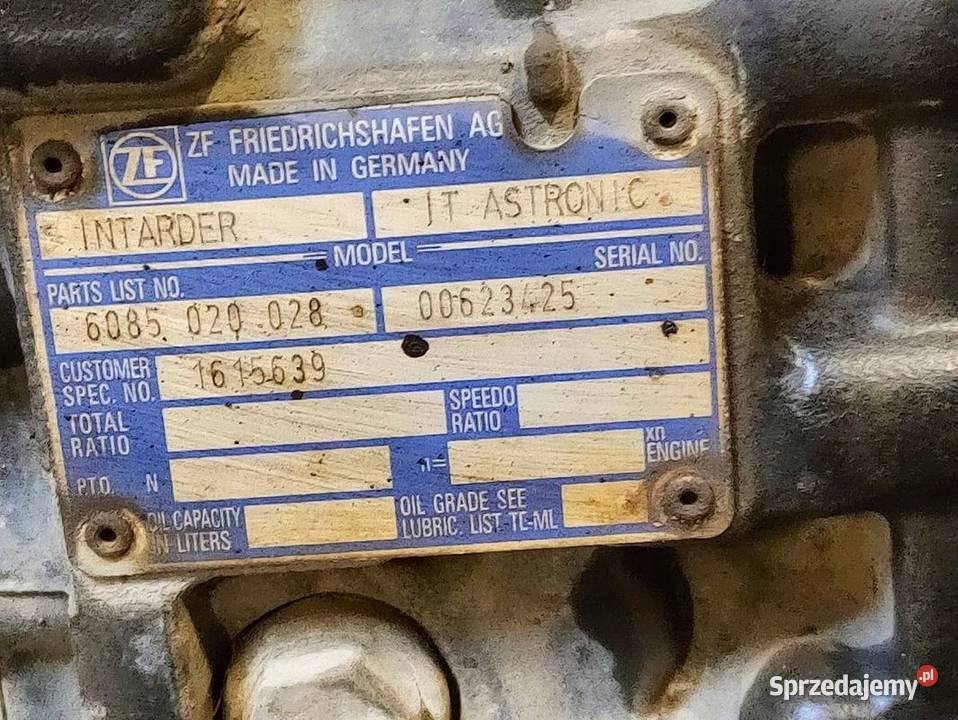 ZF
ZF FRIEDRICHSHAFEN AG
MADE IN GERMANY
INTARDER
IT ASTRONIC
MODEL
SERIAL NO.
PARTS LIST NO.
6085 020 028
00623425
CUSTOMER
SPEC. NO.
1615639
TOTAL
RATIO
SPEEDO
RATIO
P.T.O. N
n=
xn
ENGINE
OIL CAPACITY
IN LITERS
OIL GRADE SEE
LUBRIC. LIST TE-ML
Sprzedajemy.pl